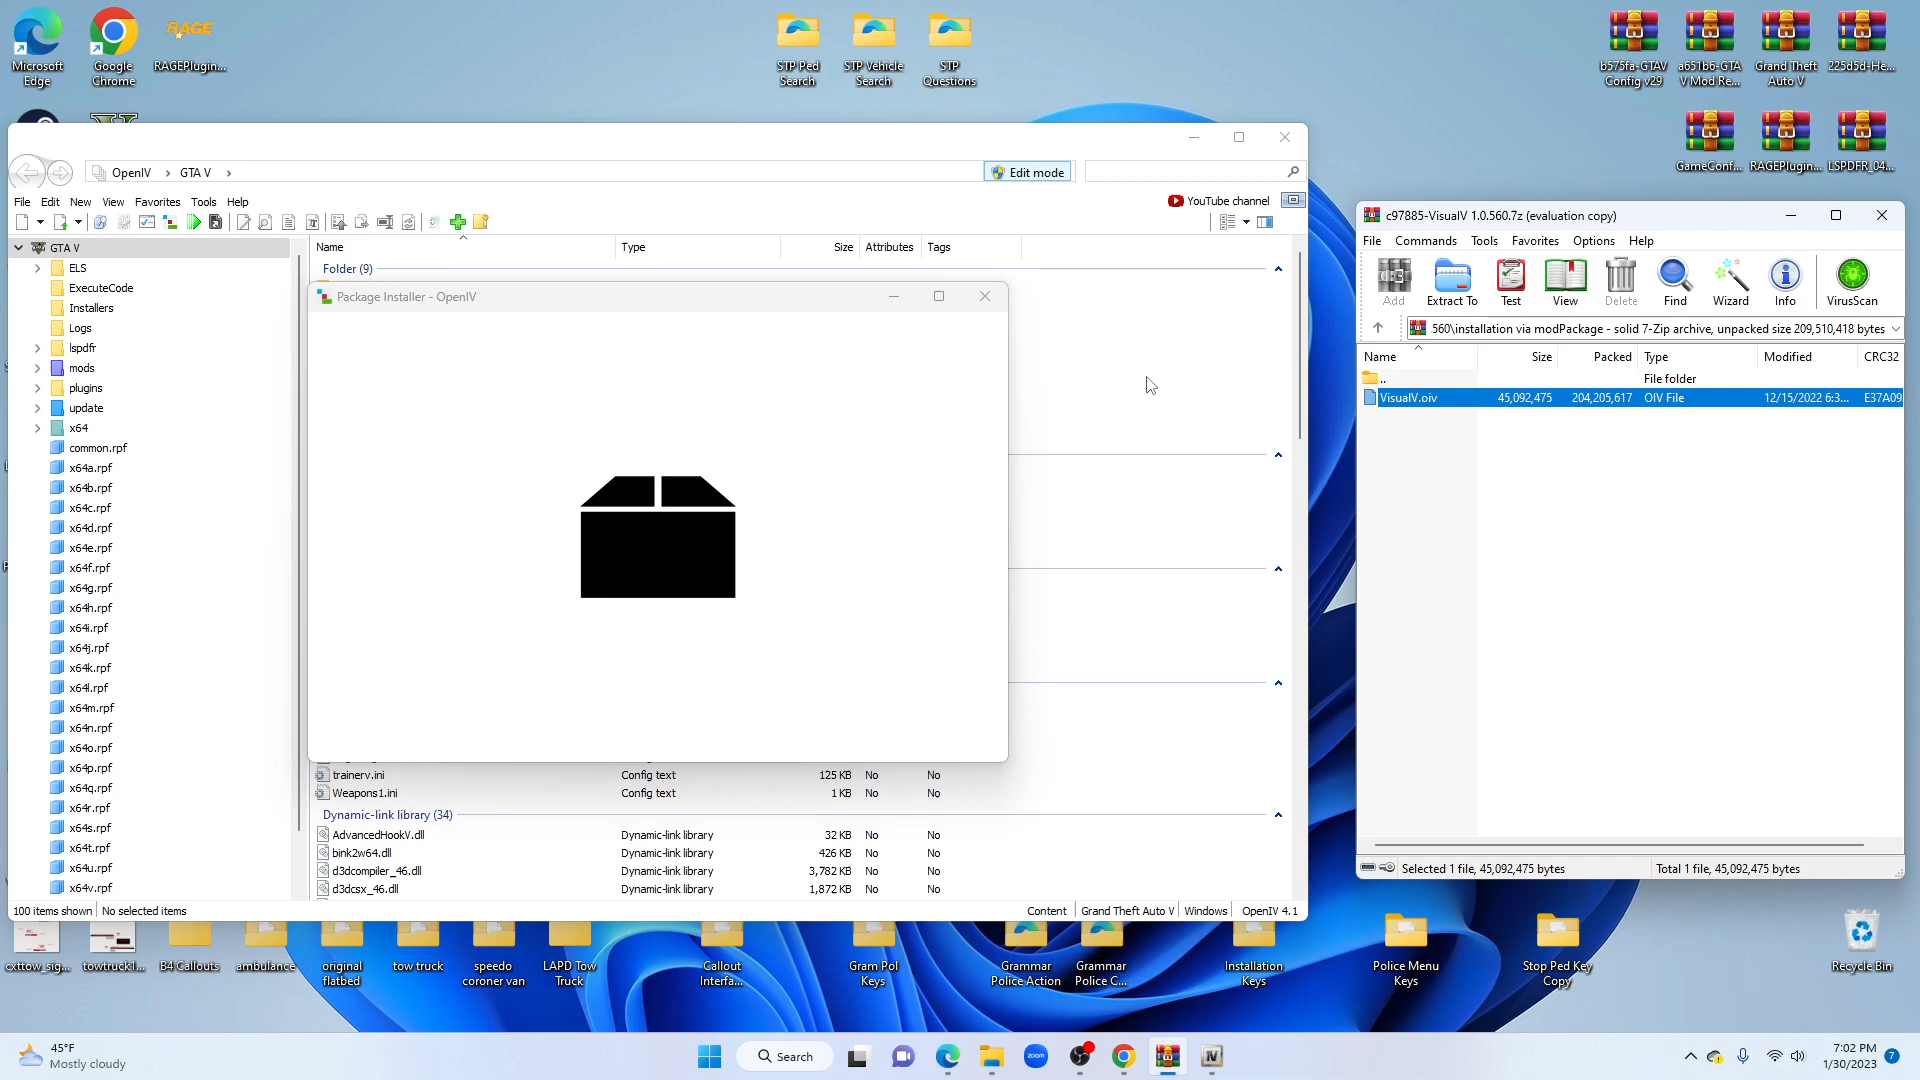 Microsoft
Edge
Google
Chrome
RAGE
RAGEPlugin...
STP Ped
Search
STP Vehicle
Search
STP
Questions
b575fa-GTAV
Config v29
a651b6-GTA
V Mod Re...
Grand Theft
Auto V
225d5d-He...
GameConf...
RAGEPlugin...
LSPDFR_04...
OpenIV
GTA V
Edit mode
File Edit New View Favorites Tools Help
YouTube channel
GTA V
ELS
ExecuteCode
Installers
Logs
lspdfr
mods
plugins
update
x64
common.rpf
x64a.rpf
x64b.rpf
x64c.rpf
x64d.rpf
x64e.rpf
x64f.rpf
x64g.rpf
x64h.rpf
x64i.rpf
x64j.rpf
x64k.rpf
x64l.rpf
x64m.rpf
x64n.rpf
x64o.rpf
x64p.rpf
x64q.rpf
x64r.rpf
x64s.rpf
x64t.rpf
x64u.rpf
x64v.rpf
Name Type Size Attributes Tags
Folder (9)
Package Installer - OpenIV
trainerv.ini Config text 125 KB No No
Weapons1.ini Config text 1 KB No No
Dynamic-link library (34)
AdvancedHookV.dll Dynamic-link library 32 KB No No
bink2w64.dll Dynamic-link library 426 KB No No
d3dcompiler_46.dll Dynamic-link library 3,782 KB No No
d3dcsx_46.dll Dynamic-link library 1,872 KB No No
100 items shown No selected items Content Grand Theft Auto V Windows OpenIV 4.1
c97885-VisualV 1.0.560.7z (evaluation copy)
File Commands Tools Favorites Options Help
Add Extract To Test View Delete Find Wizard Info VirusScan
560\installation via modPackage - solid 7-Zip archive, unpacked size 209,510,418 bytes
Name Size Packed Type Modified CRC32
.. File folder
VisualV.oiv 45,092,475 204,205,617 OIV File 12/15/2022 6:3... E37A09
Selected 1 file, 45,092,475 bytes Total 1 file, 45,092,475 bytes
cxttow_sig...
towtruck1...
B4 Callouts
ambulance
original
flatbed
tow truck
speedo
coroner van
LAPD Tow
Truck
Callout
Interfa...
Gram Pol
Keys
Grammar
Police Action
Grammar
Police C...
Installation
Keys
Police Menu
Keys
Stop Ped Key
Copy
Recycle Bin
45°F
Mostly cloudy
Search
zoom
IV
7:02 PM
1/30/2023
7